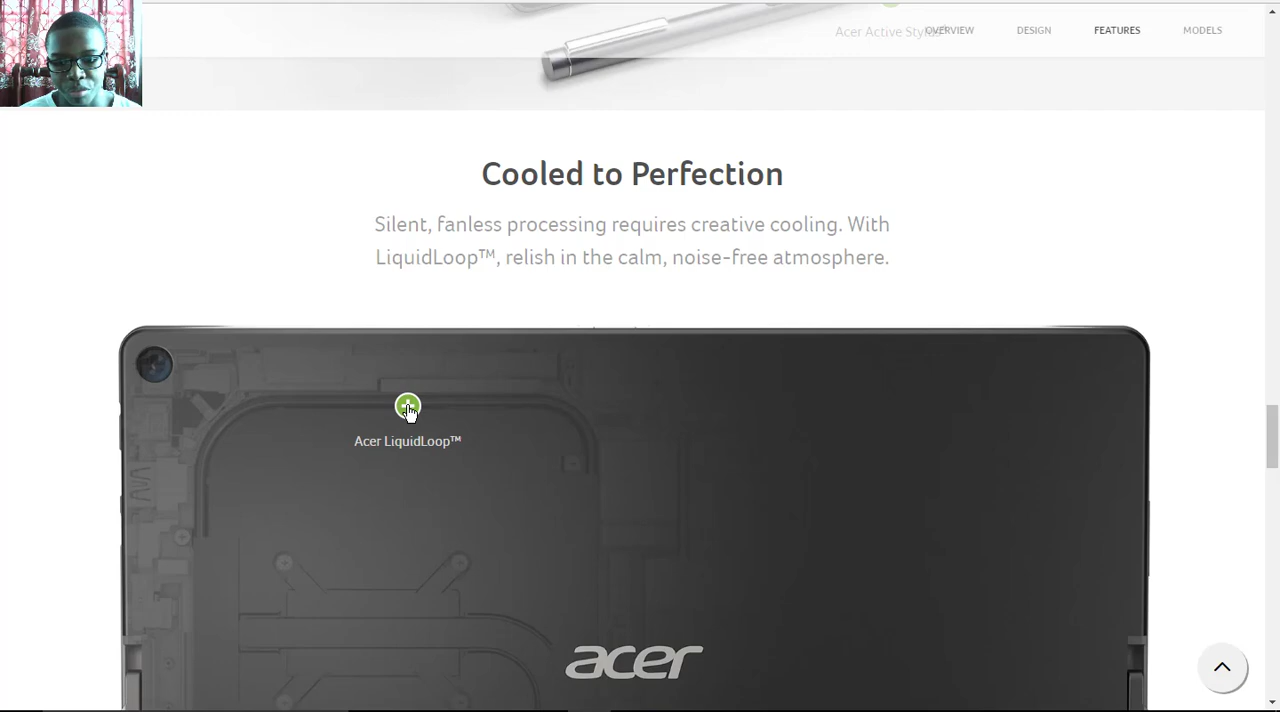 Acer Active Stylus
OVERVIEW
DESIGN
FEATURES
MODELS
Cooled to Perfection
Silent, fanless processing requires creative cooling. With
LiquidLoop™, relish in the calm, noise-free atmosphere.
Acer LiquidLoop™
acer